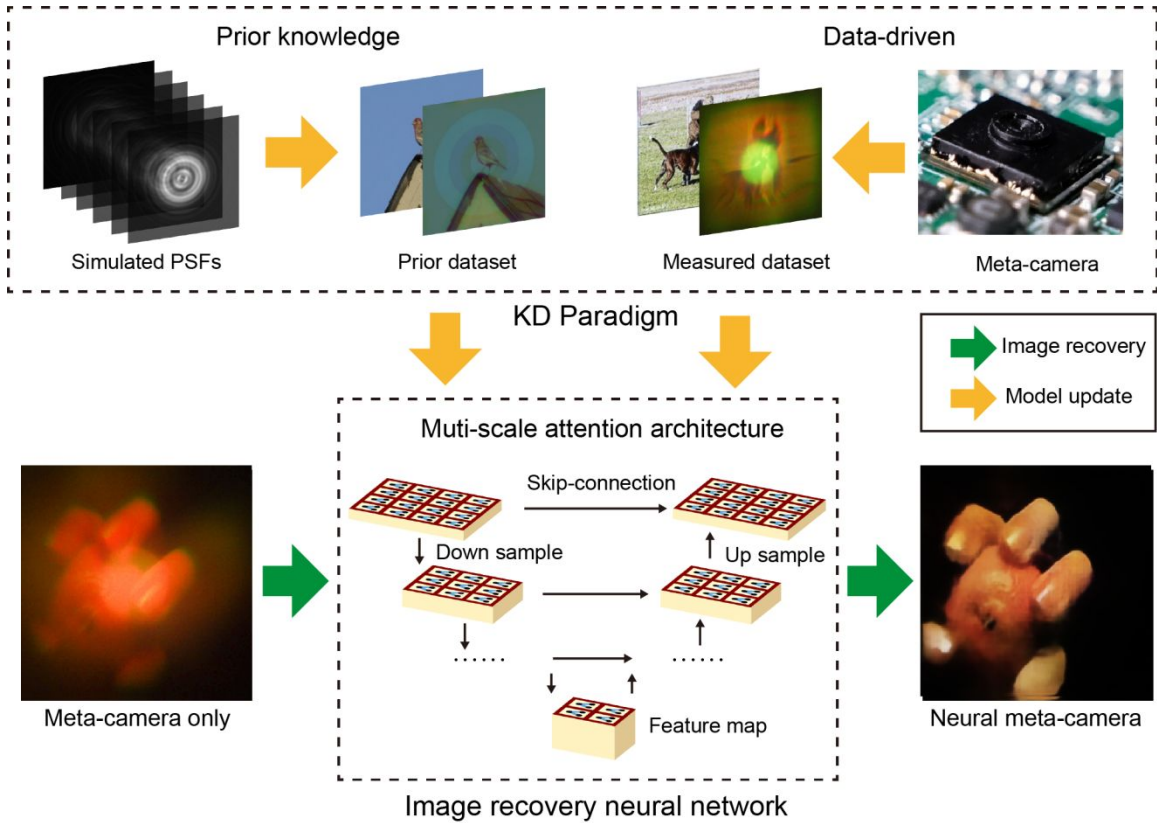 Prior knowledge
Data-driven
Simulated PSFs
Prior dataset
Measured dataset
Meta-camera
KD Paradigm
Image recovery
Model update
Muti-scale attention architecture
Skip-connection
Down sample
Up sample
......
......
Feature map
Meta-camera only
Neural meta-camera
Image recovery neural network